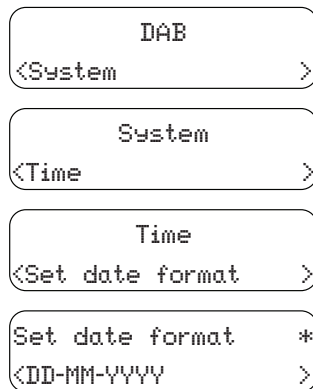 DAB
<System >
System
<Time >
Time
<Set date format >
Set date format *
<DD-MM-YYYY >